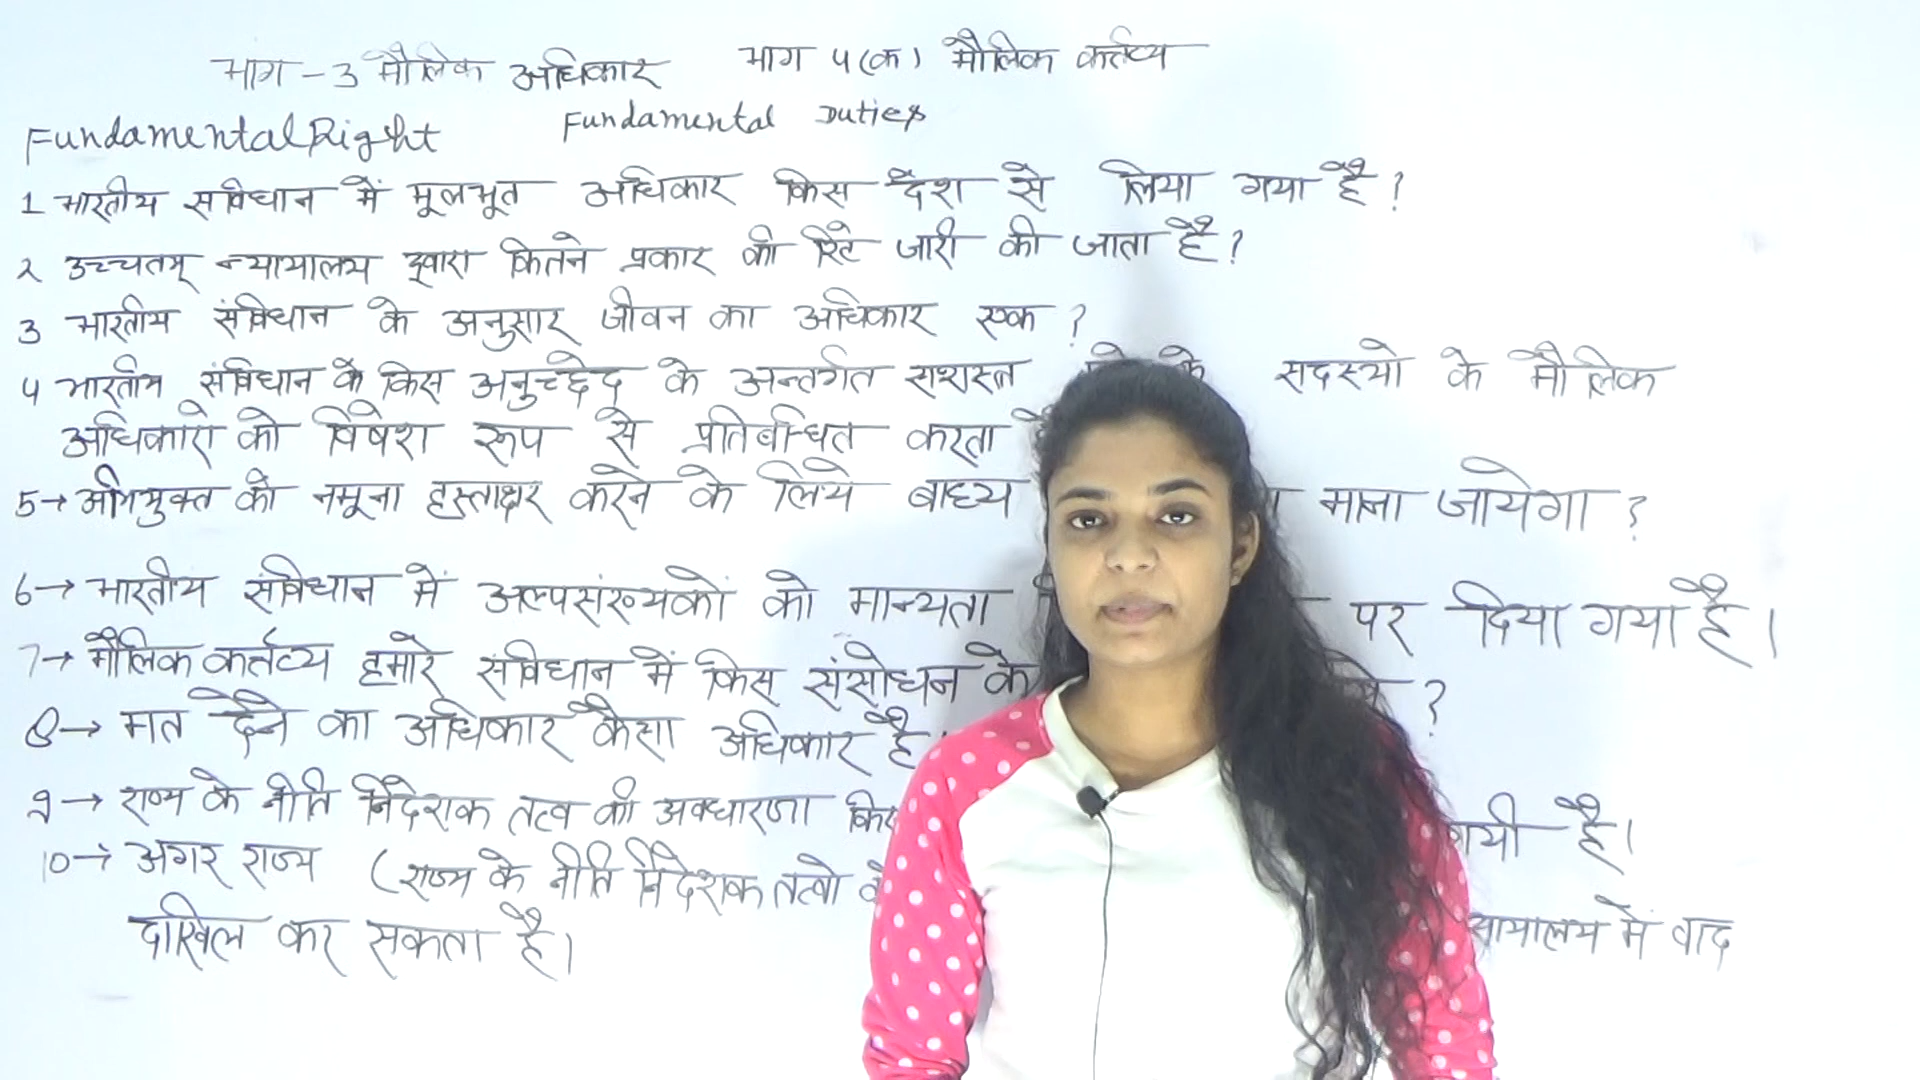 भाग - 3 मौलिक अधिकार भाग 4 (क) मौलिक कर्त्तव्य
Fundamental Right Fundamental Duties
1 भारतीय संविधान में मूलभूत अधिकार किस देश से लिया गया है ?
2 उच्चतम् न्यायालय द्वारा कितने प्रकार की रिटे जारी की जाता है ?
3 भारतीय संविधान के अनुसार जीवन का अधिकार एक ?
4 भारतीय संविधान के किस अनुच्छेद के अन्तर्गत सशस्त्र के सदस्यो के मौलिक
अधिकारो को विषेश रूप से प्रतिबन्धित करता
5 → अभियुक्त को नमूना हस्ताक्षर करने के लिये बाध्य माना जायेगा ?
6 → भारतीय संविधान में अल्पसंख्यकों को मान्यता पर दिया गया है ।
7 → मौलिक कर्तव्य हमारे संविधान में किस संसोधन के ?
8 → मत देने का अधिकार कैसा अधिकार है
9 → राज्य के नीति निर्देशक तत्व की अवधारणा गयी है ।
10 → अगर राज्य ( राज्य के नीति निर्देशक तत्वो में वाद
दाखिल कर सकता है ।